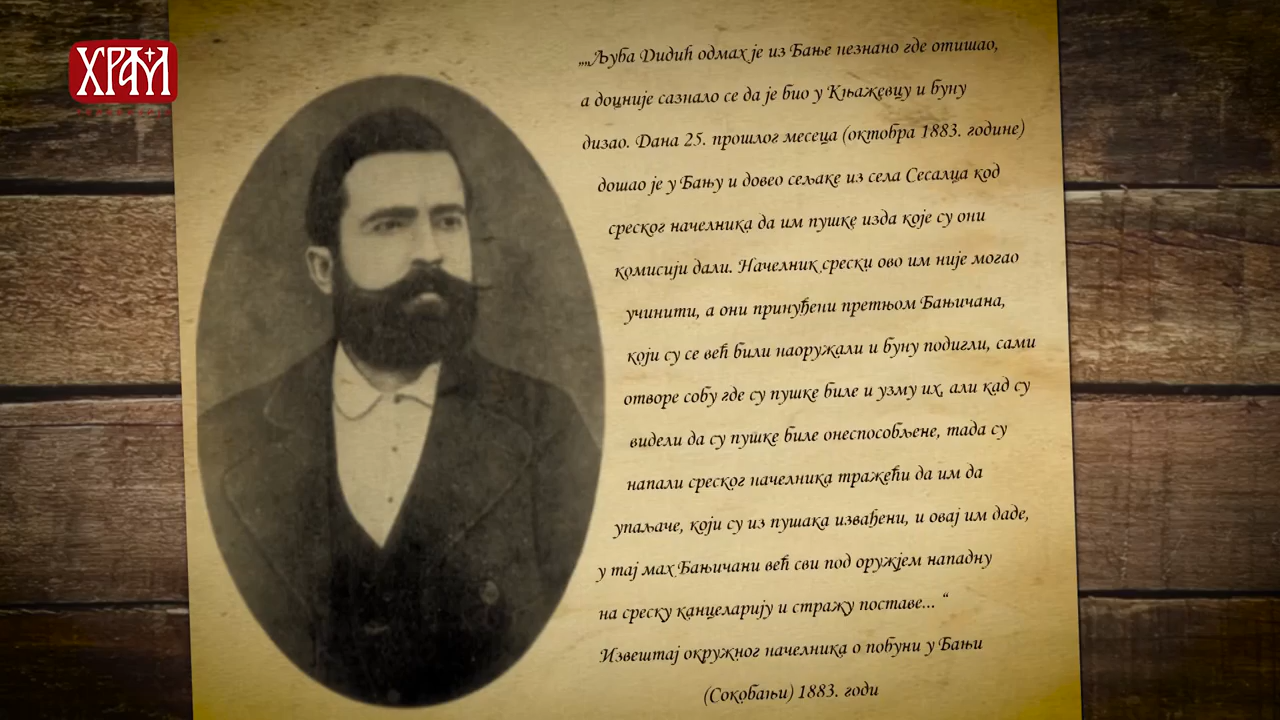 ХРАМ
„„Љуба Дидић одмах је из Бање незнано где отишао,
а доцније сазнало се да је био у Књажевцу и буну
дизао. Дана 25. прошлог месеца (октобра 1883. године)
дошао је у Бању и довео сељаке из села Сесалца код
среског начелника да им пушке изда које су они
комисији дали. Начелник срески ово им није могао
учинити, а они принуђени претњом Бањичана,
који су се већ били наоружали и буну подигли, сами
отворе собу где су пушке биле и узму их, али кад су
видели да су пушке биле онеспособљене, тада су
напали среског начелника тражећи да им да
упаљаче, који су из пушака извађени, и овај им даде,
у тај мах Бањичани већ сви под оружјем нападну
на среску канцеларију и стражу поставе... “
Извештај окружног начелника о побуни у Бањи
(Сокобањи) 1883. годи